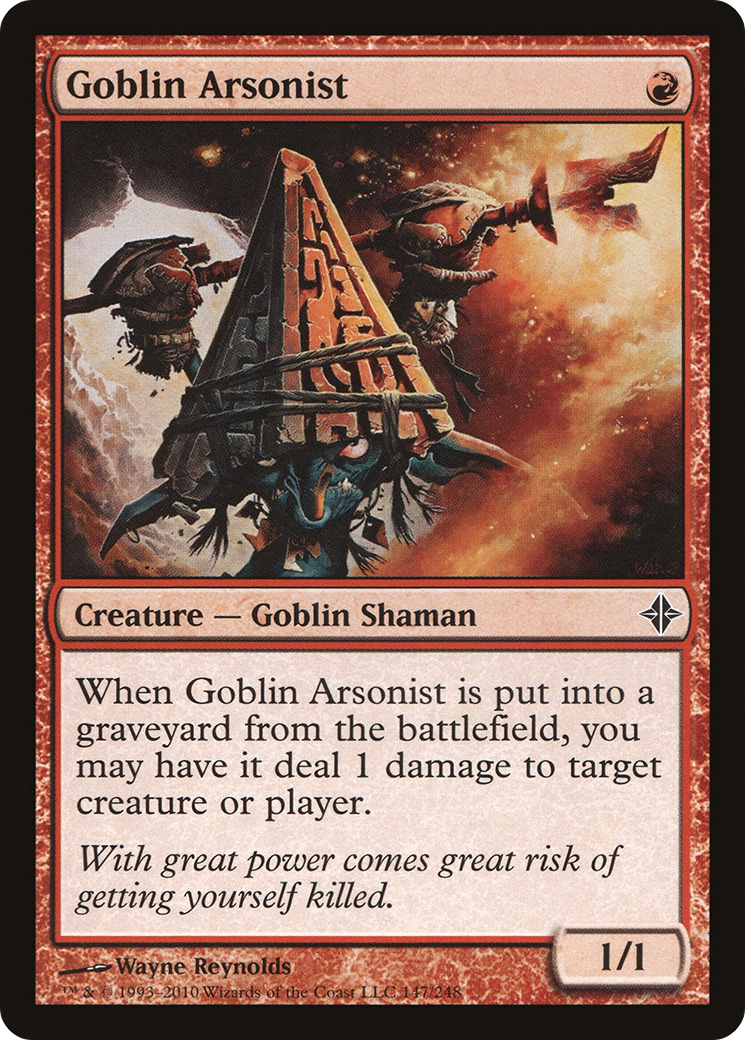 Goblin Arsonist
Creature — Goblin Shaman
When Goblin Arsonist is put into a
graveyard from the battlefield, you
may have it deal 1 damage to target
creature or player.
With great power comes great risk of
getting yourself killed.
1/1
Wayne Reynolds
™ & © 1993–2010 Wizards of the Coast LLC 147/248